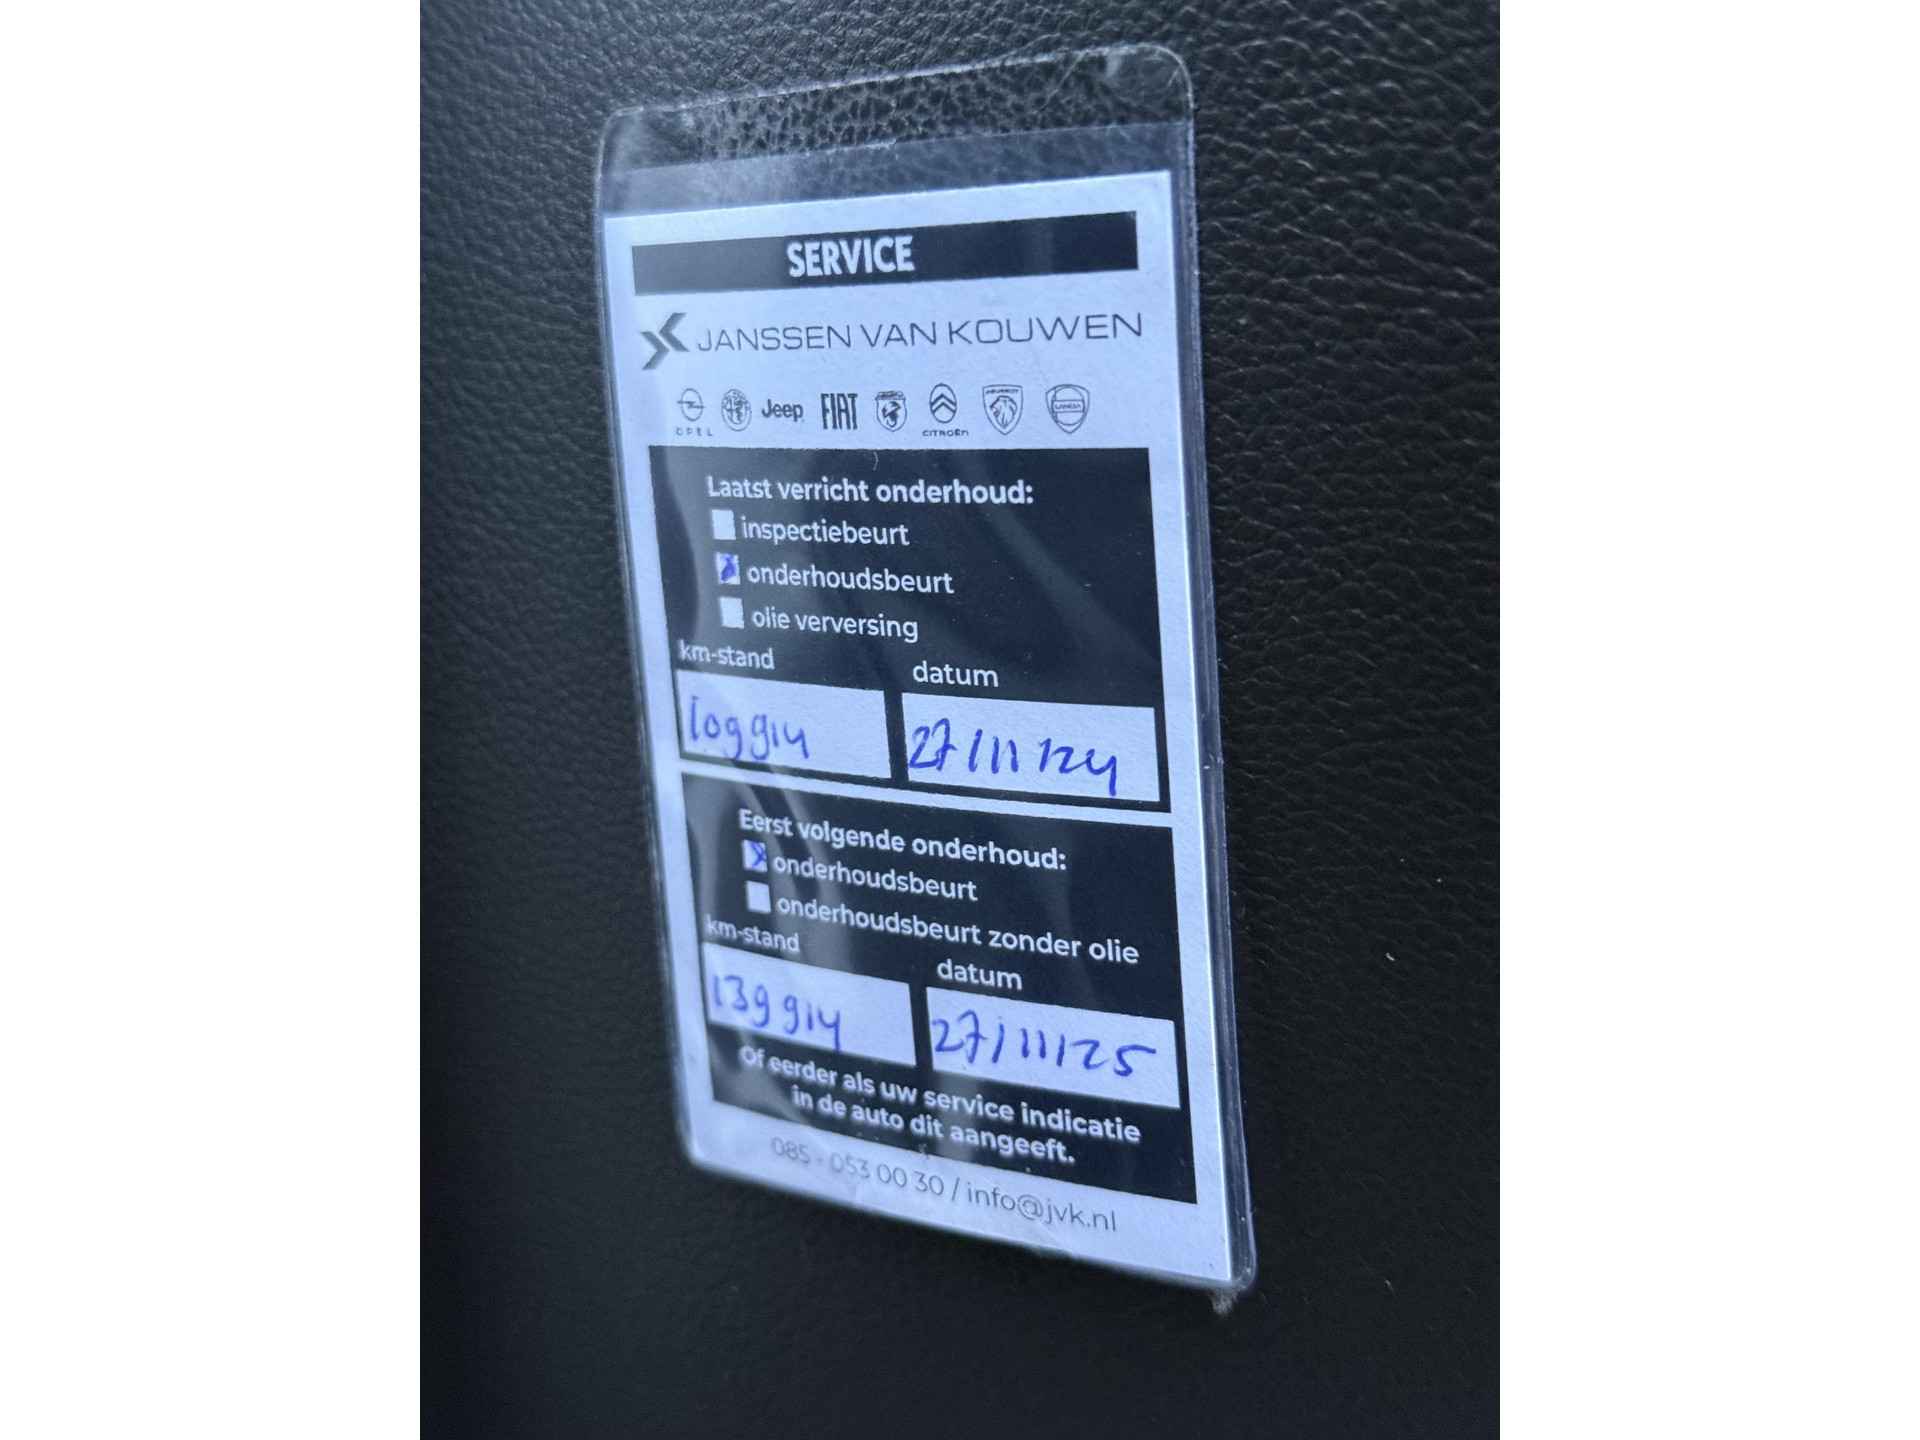 SERVICE
JANSSEN VAN KOUWEN
OPEL Jeep FIAT CITROËN PEUGEOT LANCIA
Laatst verricht onderhoud:
inspectiebeurt
onderhoudsbeurt
olie verversing
km-stand datum
109914 27/11/24
Eerst volgende onderhoud:
onderhoudsbeurt
onderhoudsbeurt zonder olie
km-stand datum
139914 27/11/25
Of eerder als uw service indicatie
in de auto dit aangeeft.
085 - 053 00 30 / info@jvk.nl